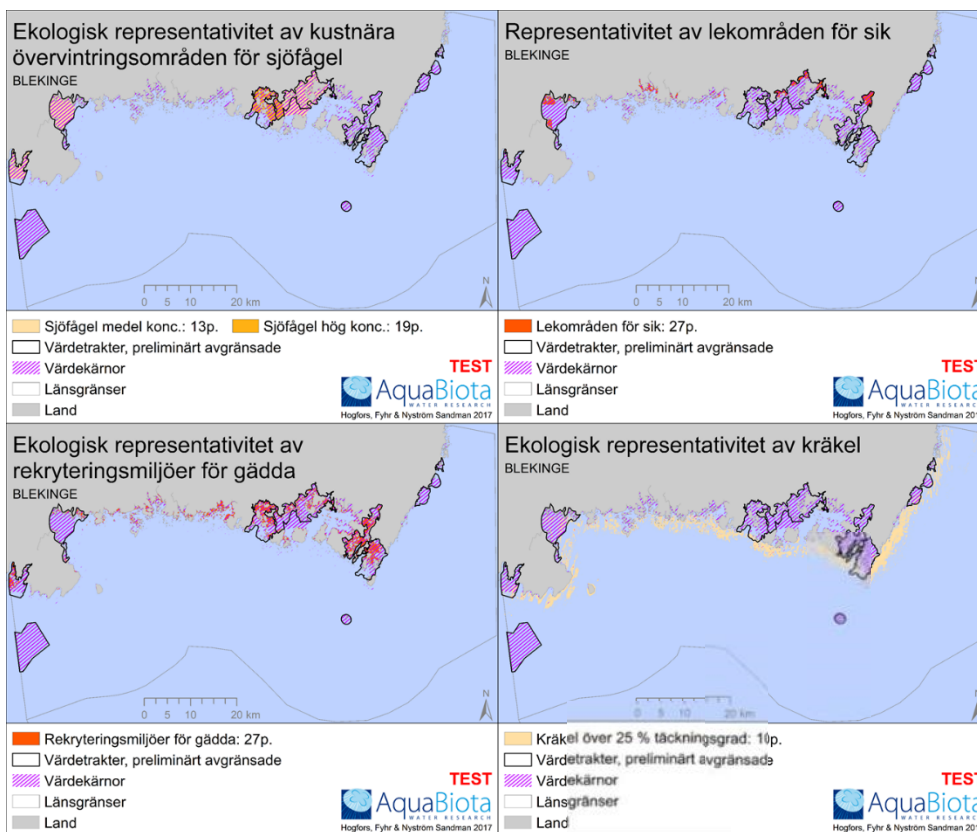 Ekologisk representativitet av kustnära
övervintringsområden för sjöfågel
BLEKINGE
N
0 5 10 20 km
Sjöfågel medel konc.: 13p. Sjöfågel hög konc.: 19p.
Värdetrakter, preliminärt avgränsade
Värdekärnor
Länsgränser
Land
TEST
AquaBiota
WATER RESEARCH
Hogfors, Fyhr & Nyström Sandman 2017
Representativitet av lekområden för sik
BLEKINGE
N
0 5 10 20 km
Lekområden för sik: 27p.
Värdetrakter, preliminärt avgränsade
Värdekärnor
Länsgränser
Land
TEST
AquaBiota
WATER RESEARCH
Hogfors, Fyhr & Nyström Sandman 2017
Ekologisk representativitet av
rekryteringsmiljöer för gädda
BLEKINGE
N
0 5 10 20 km
Rekryteringsmiljöer för gädda: 27p.
Värdetrakter, preliminärt avgränsade
Värdekärnor
Länsgränser
Land
TEST
AquaBiota
WATER RESEARCH
Hogfors, Fyhr & Nyström Sandman 2017
Ekologisk representativitet av kräkel
BLEKINGE
N
0 5 10 20 km
Kräkel över 25 % täckningsgrad: 10p.
Värdetrakter, preliminärt avgränsade
Värdekärnor
Länsgränser
Land
TEST
AquaBiota
WATER RESEARCH
Hogfors, Fyhr & Nyström Sandman 2017